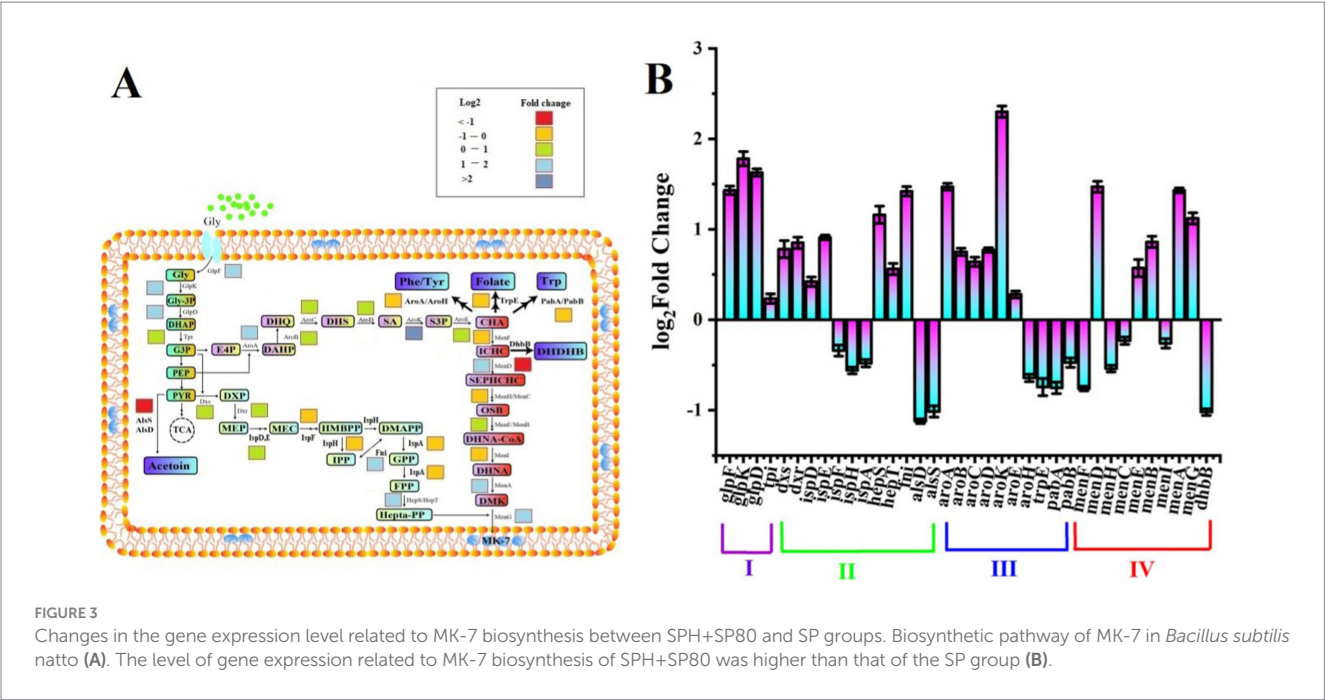 A
Log2 Fold change
< -1
-1 — 0
0 — 1
1 — 2
>2
Gly
GlpF
Gly
GlpK
Gly-3P
GlpD
DHAP
Tpi
G3P
E4P
AroA
DAHP
AroB
DHQ
AroC
DHS
AroD
SA
AroK
S3P
AroE
CHA
Phe/Tyr
Folate
Trp
AroA/AroH
TrpE
PabA/PabB
PEP
PYR
AlsS
AlsD
TCA
Acetoin
Dxs
DXP
Dxr
MEP
IspD,E
MEC
IspF
HMBPP
IspH
DMAPP
IspH
IPP
Fni
IspA
GPP
IspA
FPP
HepS/HepT
Hepta-PP
MenF
ICHC
DhbB
DHDHB
MenD
SEPHCHC
MenH/MenC
OSB
MenE/MenB
DHNA-CoA
MenI
DHNA
MenA
DMK
MenG
MK-7
B
log2Fold Change
3
2
1
0
-1
glpF
glpK
glpD
tpi
dxs
dxr
ispD
ispE
ispF
ispH
ispA
hepS
hepT
fni
alsD
alsS
aroA
aroB
aroC
aroD
aroK
aroE
aroH
trpE
pabA
pabB
menF
menD
menH
menC
menE
menB
menI
menA
menG
dhbB
I
II
III
IV
FIGURE 3
Changes in the gene expression level related to MK-7 biosynthesis between SPH+SP80 and SP groups. Biosynthetic pathway of MK-7 in Bacillus subtilis
natto (A). The level of gene expression related to MK-7 biosynthesis of SPH+SP80 was higher than that of the SP group (B).